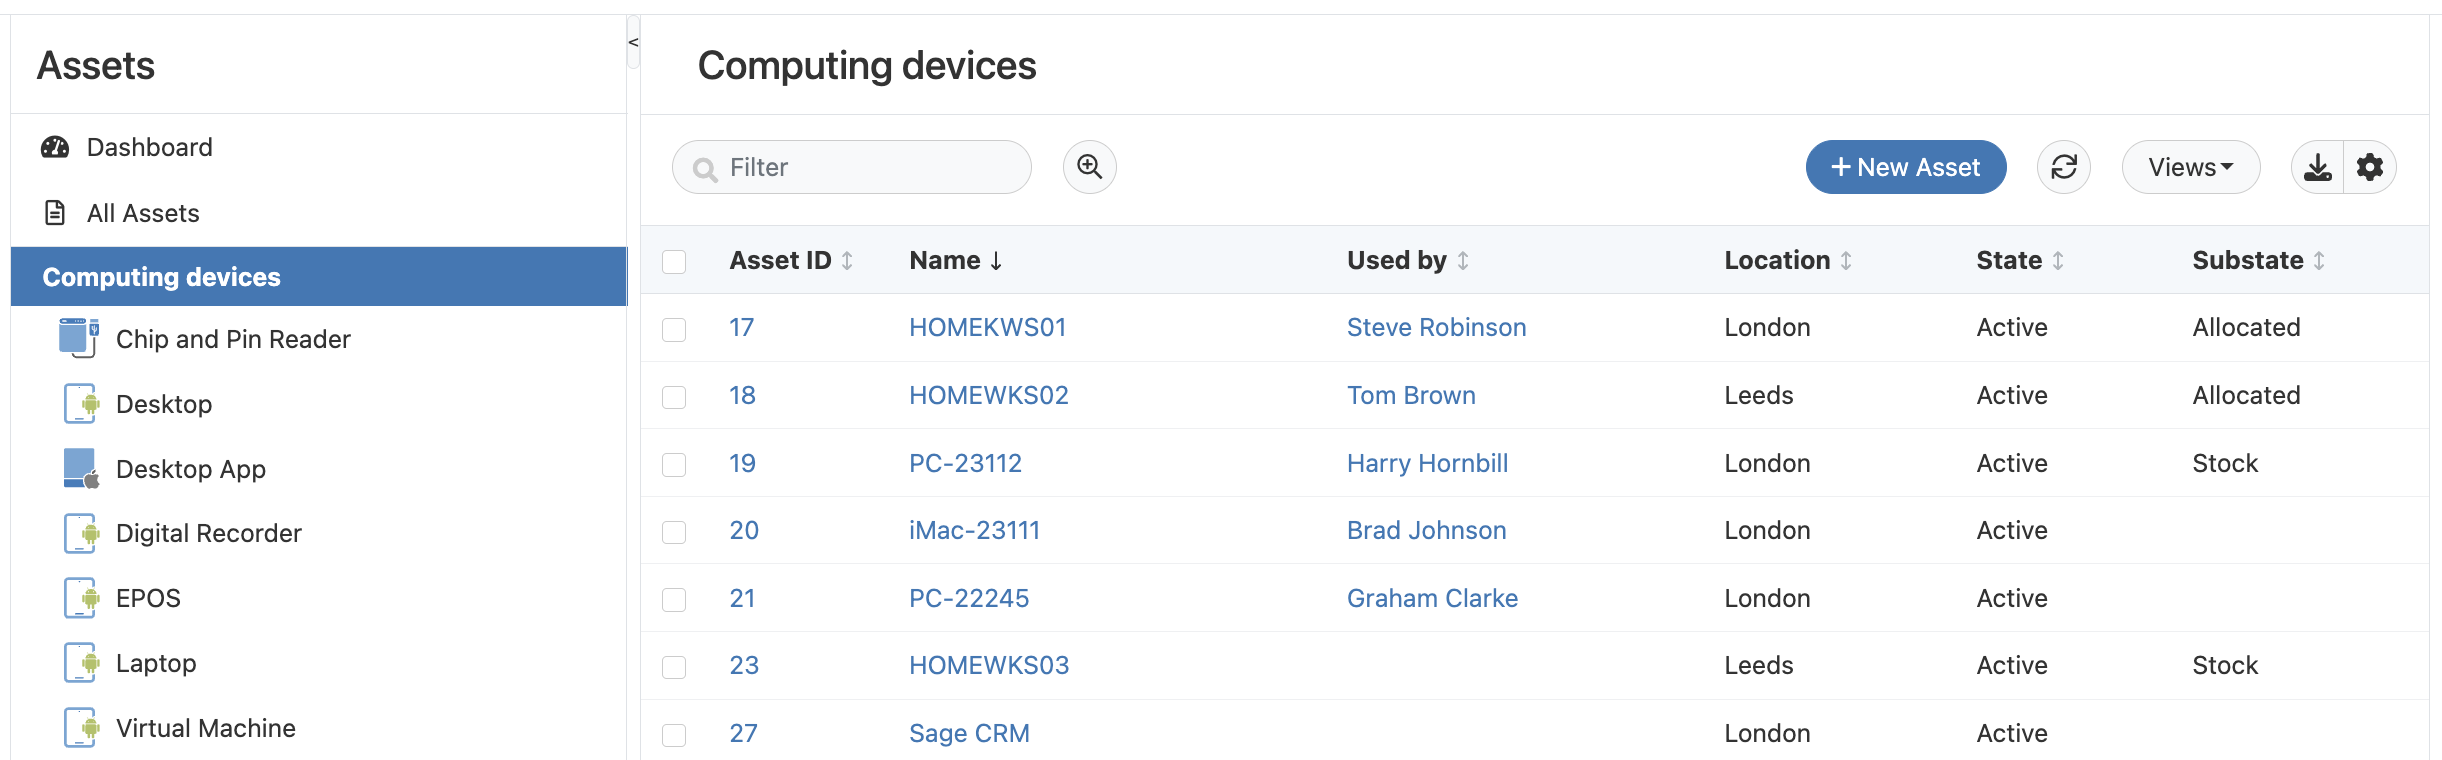 Assets
Dashboard
All Assets
Computing devices
Chip and Pin Reader
Desktop
Desktop App
Digital Recorder
EPOS
Laptop
Virtual Machine
<
Computing devices
Filter
+ New Asset
Views
Asset ID Name Used by Location State Substate
17 HOMEKWS01 Steve Robinson London Active Allocated
18 HOMEWKS02 Tom Brown Leeds Active Allocated
19 PC-23112 Harry Hornbill London Active Stock
20 iMac-23111 Brad Johnson London Active
21 PC-22245 Graham Clarke London Active
23 HOMEWKS03 Leeds Active Stock
27 Sage CRM London Active